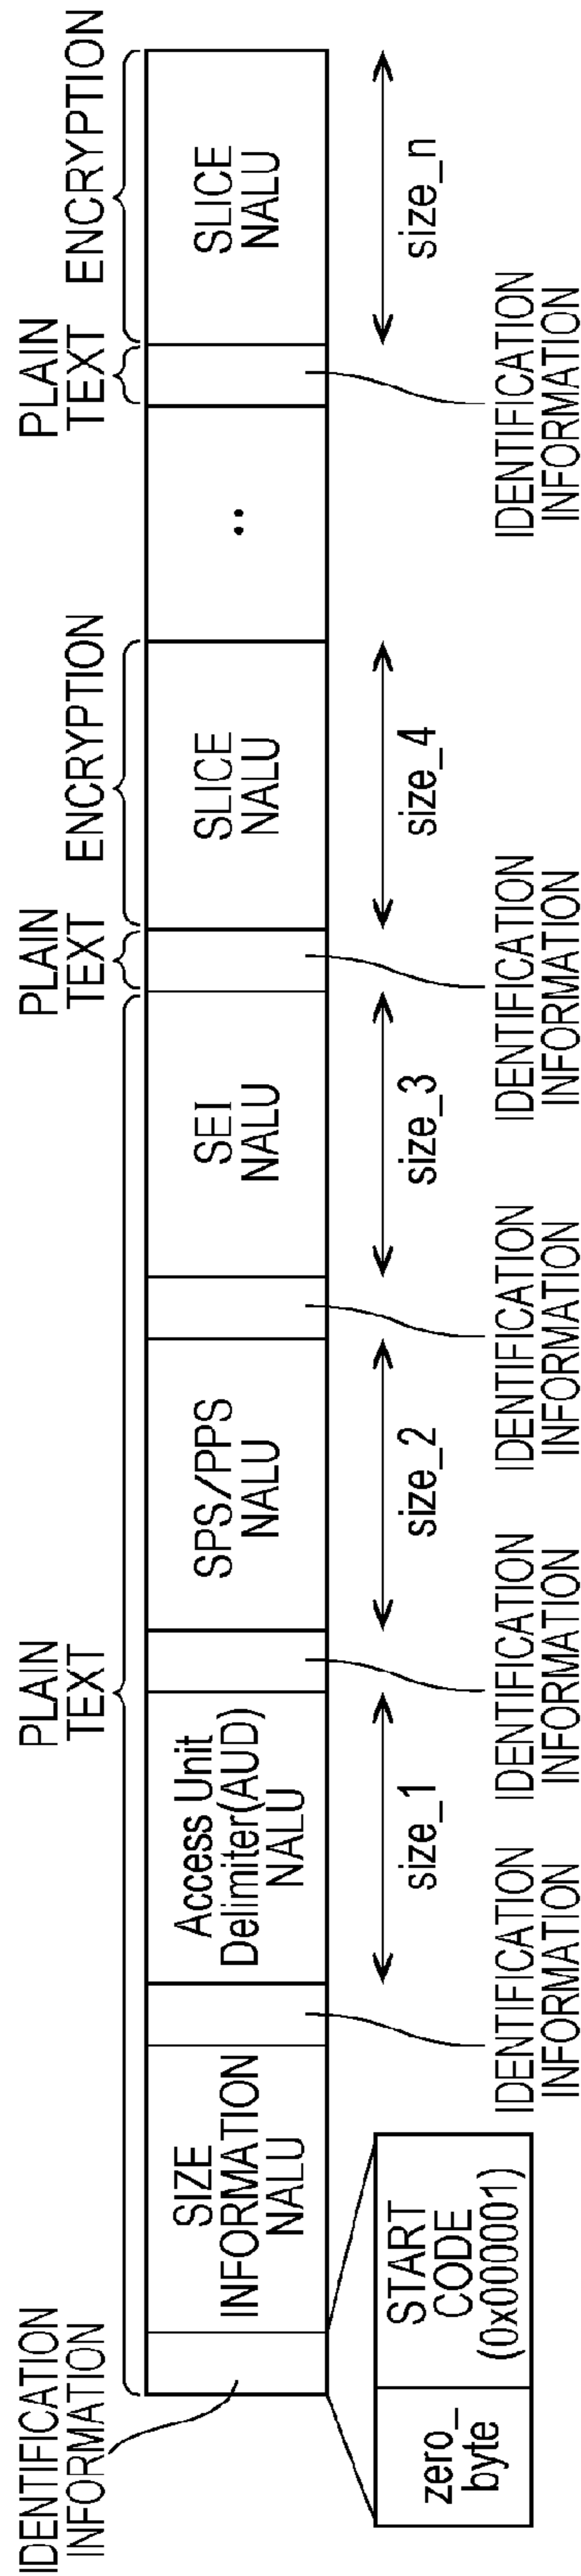 IDENTIFICATION
INFORMATION
PLAIN
TEXT
PLAIN
TEXT
ENCRYPTION
PLAIN
TEXT
ENCRYPTION
SIZE
INFORMATION
NALU
Access Unit
Delimiter(AUD)
NALU
SPS/PPS
NALU
SEI
NALU
SLICE
NALU
..
SLICE
NALU
size_1
size_2
size_3
size_4
size_n
zero_
byte
START
CODE
(0x000001)
IDENTIFICATION
INFORMATION
IDENTIFICATION
INFORMATION
IDENTIFICATION
INFORMATION
IDENTIFICATION
INFORMATION
IDENTIFICATION
INFORMATION